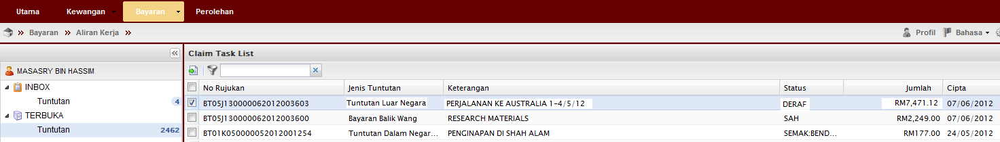 Utama Kewangan Bayaran Perolehan
Bayaran Aliran Kerja Profil Bahasa
Claim Task List
MASASRY BIN HASSIM
INBOX
Tuntutan 4
TERBUKA
Tuntutan 2462
No Rujukan Jenis Tuntutan Keterangan Status Jumlah Cipta
BT05J130000062012003603 Tuntutan Luar Negara PERJALANAN KE AUSTRALIA 1-4/5/12 DERAF RM7,471.12 07/06/2012
BT05J130000062012003600 Bayaran Balik Wang RESEARCH MATERIALS SAH RM2,249.00 07/06/2012
BT01K050000052012001254 Tuntutan Dalam Negar... PENGINAPAN DI SHAH ALAM SEMAK:BEND... RM177.00 24/05/2012